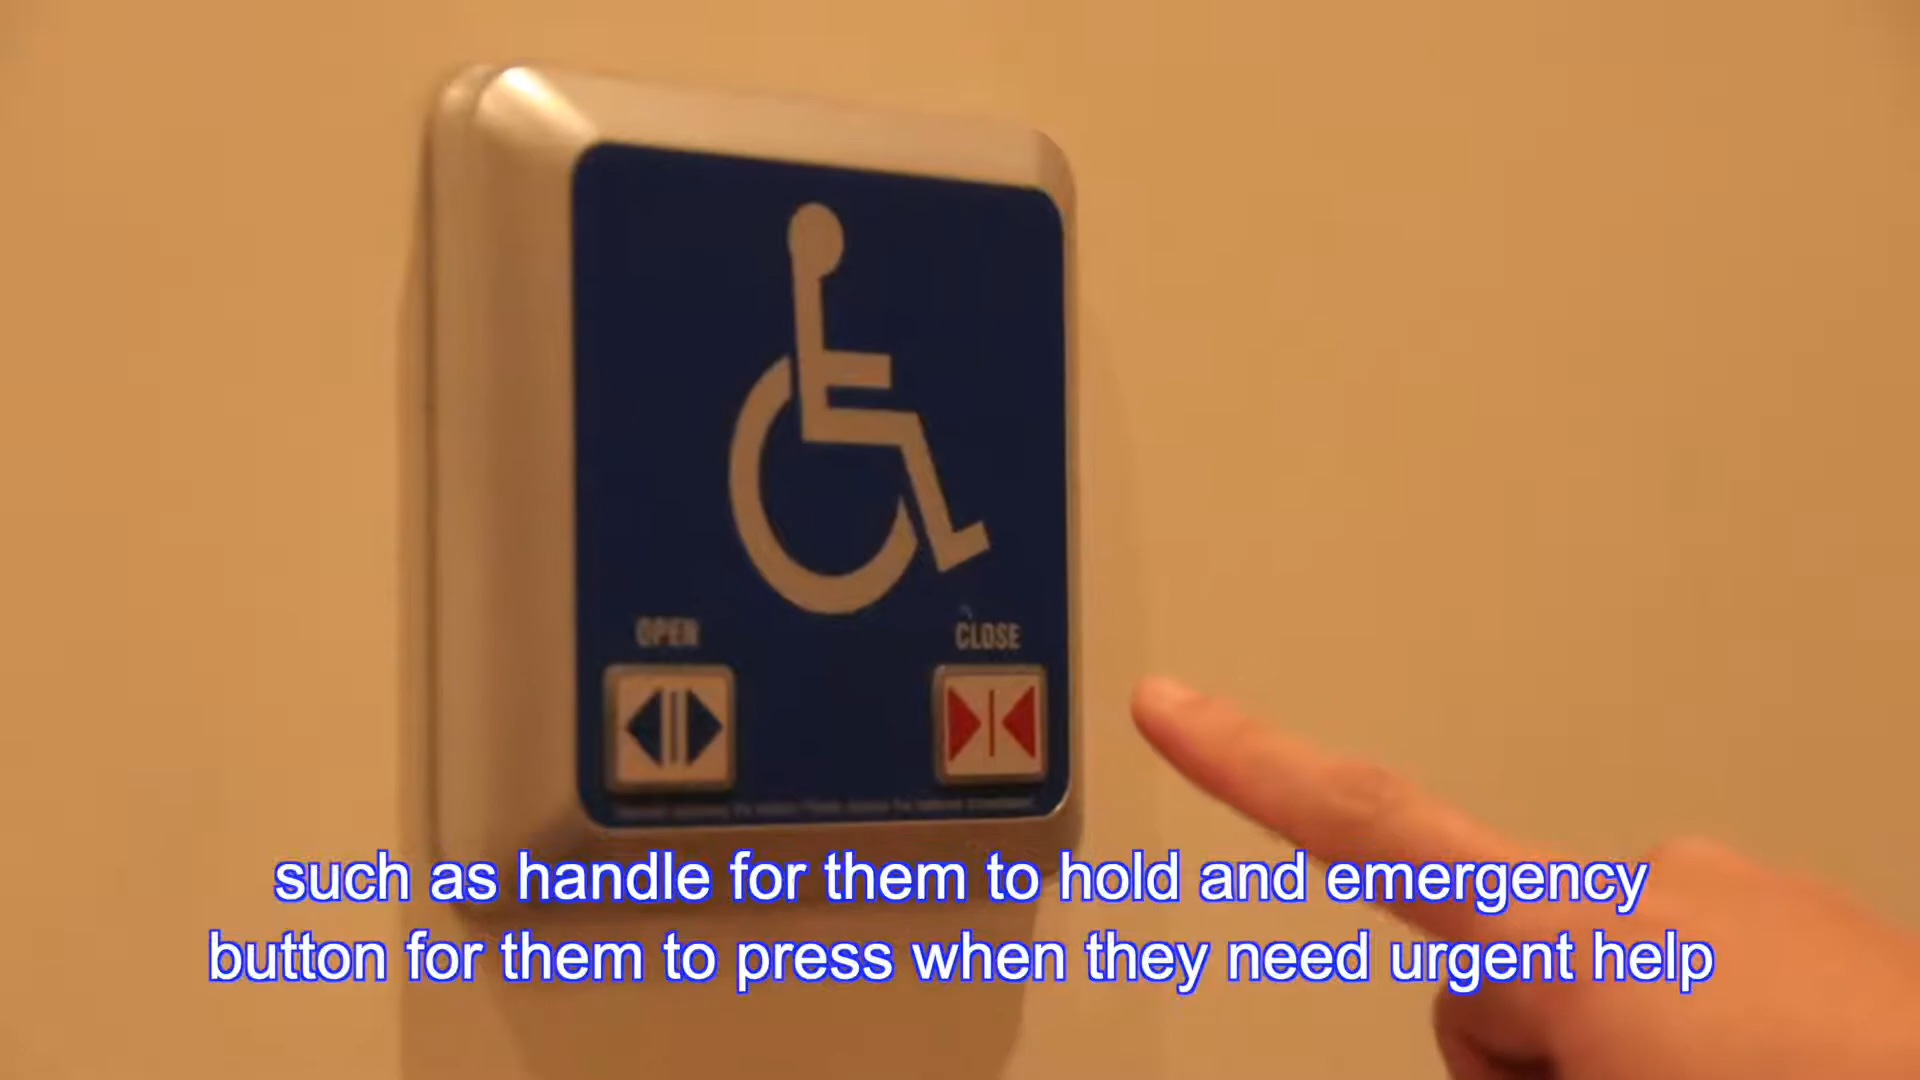 OPEN
CLOSE
such as handle for them to hold and emergency
button for them to press when they need urgent help